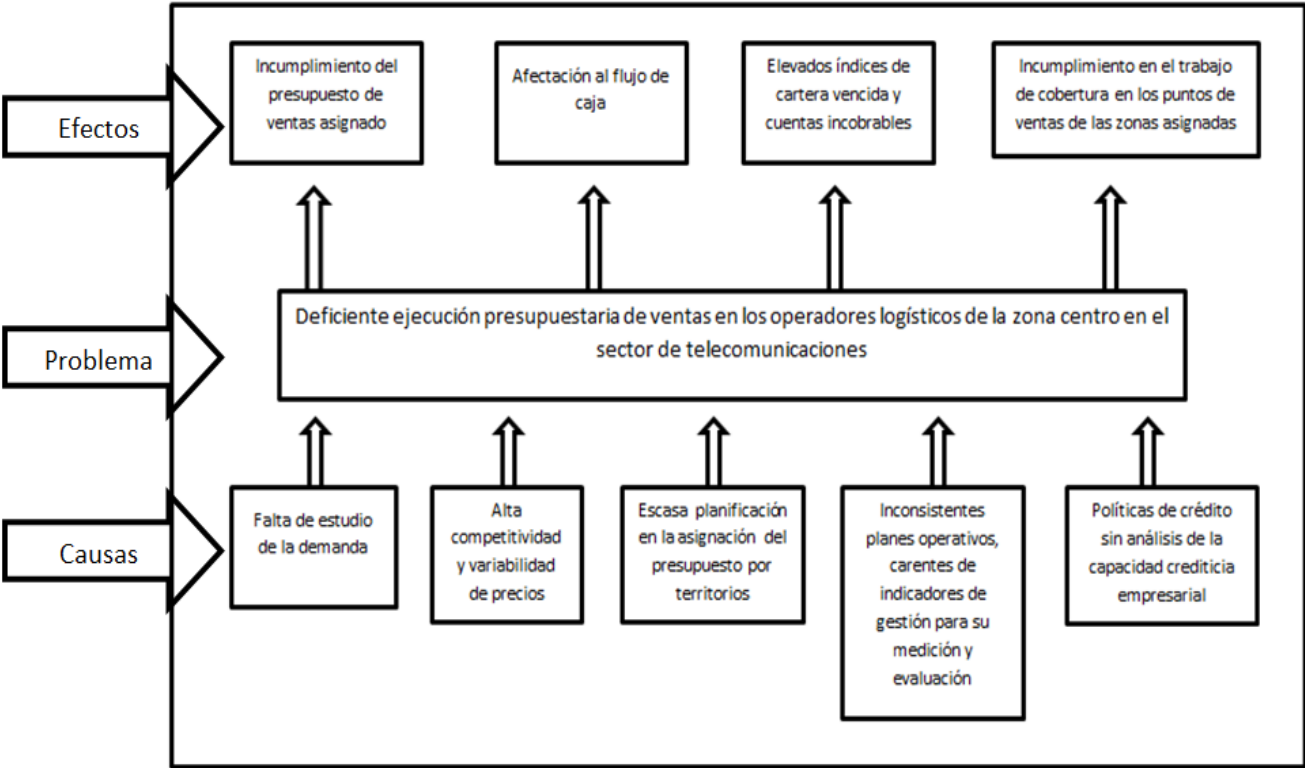 Efectos
Incumplimiento del
presupuesto de
ventas asignado
Afectación al flujo de
caja
Elevados índices de
cartera vencida y
cuentas incobrables
Incumplimiento en el trabajo
de cobertura en los puntos de
ventas de las zonas asignadas
Problema
Deficiente ejecución presupuestaria de ventas en los operadores logísticos de la zona centro en el
sector de telecomunicaciones
Causas
Falta de estudio
de la demanda
Alta
competitividad
y variabilidad
de precios
Escasa planificación
en la asignación del
presupuesto por
territorios
Inconsistentes
planes operativos,
carentes de
indicadores de
gestión para su
medición y
evaluación
Políticas de crédito
sin análisis de la
capacidad crediticia
empresarial